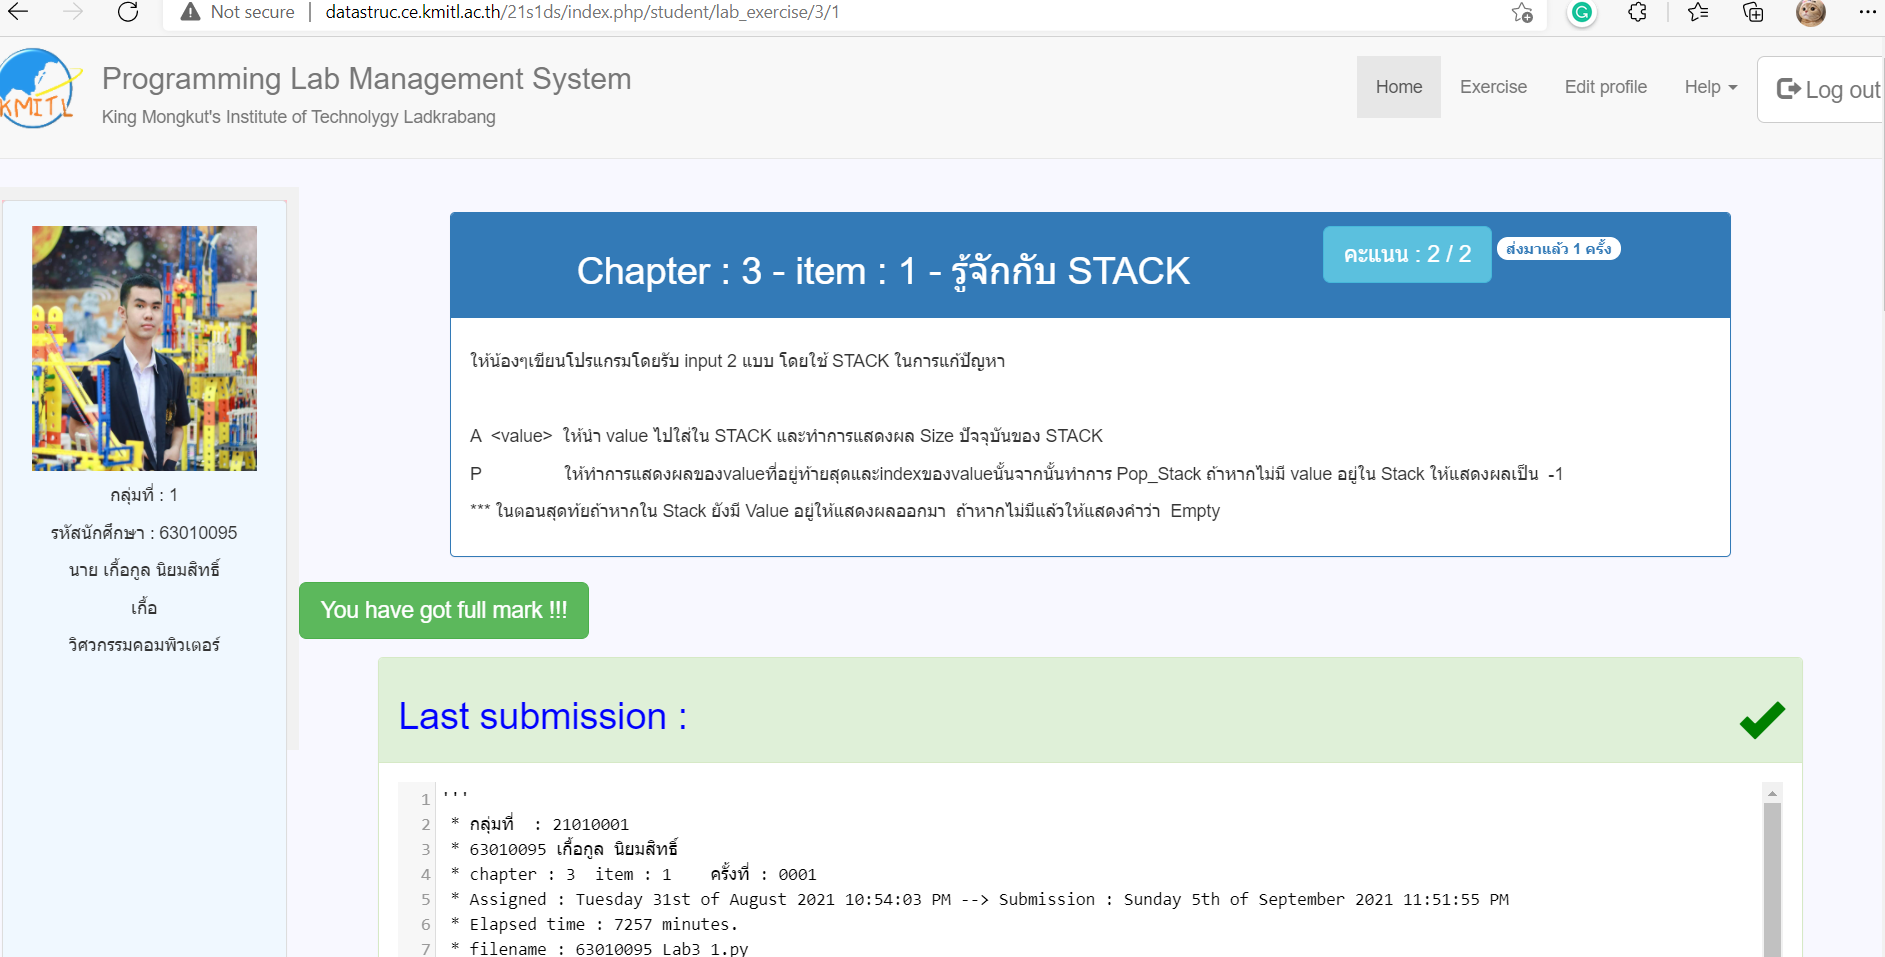 Not secure | datastruc.ce.kmitl.ac.th/21s1ds/index.php/student/lab_exercise/3/1
KMITL
Programming Lab Management System
King Mongkut's Institute of Technolygy Ladkrabang
Home Exercise Edit profile Help Log out
Chapter : 3 - item : 1 - รู้จักกับ STACK
คะแนน : 2 / 2
ส่งมาแล้ว 1 ครั้ง
ให้น้องๆเขียนโปรแกรมโดยรับ input 2 แบบ โดยใช้ STACK ในการแก้ปัญหา
A <value> ให้นำ value ไปใส่ใน STACK และทำการแสดงผล Size ปัจจุบันของ STACK
P ให้ทำการแสดงผลของvalueที่อยู่ท้ายสุดและindexของvalueนั้นจากนั้นทำการ Pop_Stack ถ้าหากไม่มี value อยู่ใน Stack ให้แสดงผลเป็น -1
*** ในตอนสุดท้ยถ้าหากใน Stack ยังมี Value อยู่ให้แสดงผลออกมา ถ้าหากไม่มีแล้วให้แสดงคำว่า Empty
กลุ่มที่ : 1
รหัสนักศึกษา : 63010095
นาย เกื้อกูล นิยมสิทธิ์
เกื้อ
วิศวกรรมคอมพิวเตอร์
You have got full mark !!!
Last submission :
1 '''
2 * กลุ่มที่ : 21010001
3 * 63010095 เกื้อกูล นิยมสิทธิ์
4 * chapter : 3 item : 1 ครั้งที่ : 0001
5 * Assigned : Tuesday 31st of August 2021 10:54:03 PM --> Submission : Sunday 5th of September 2021 11:51:55 PM
6 * Elapsed time : 7257 minutes.
7 * filename : 63010095 Lab3 1.py